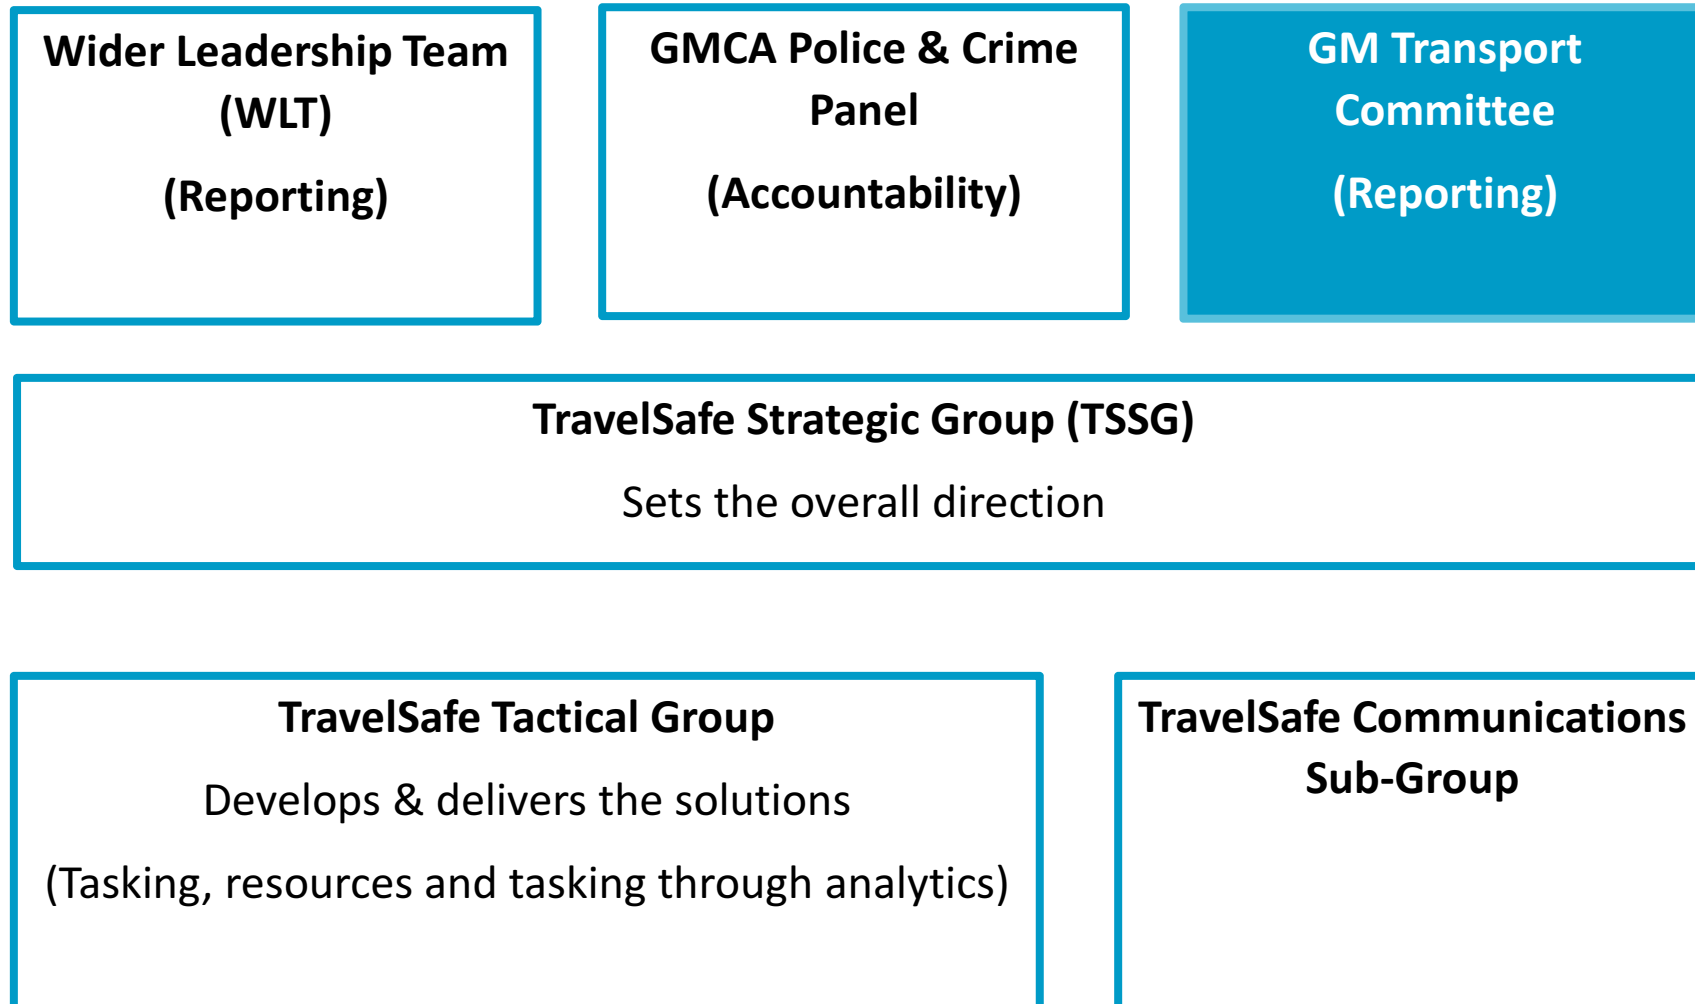 Wider Leadership Team
(WLT)
(Reporting)
GMCA Police & Crime
Panel
(Accountability)
GM Transport
Committee
(Reporting)
TravelSafe Strategic Group (TSSG)
Sets the overall direction
TravelSafe Tactical Group
Develops & delivers the solutions
(Tasking, resources and tasking through analytics)
TravelSafe Communications
Sub-Group